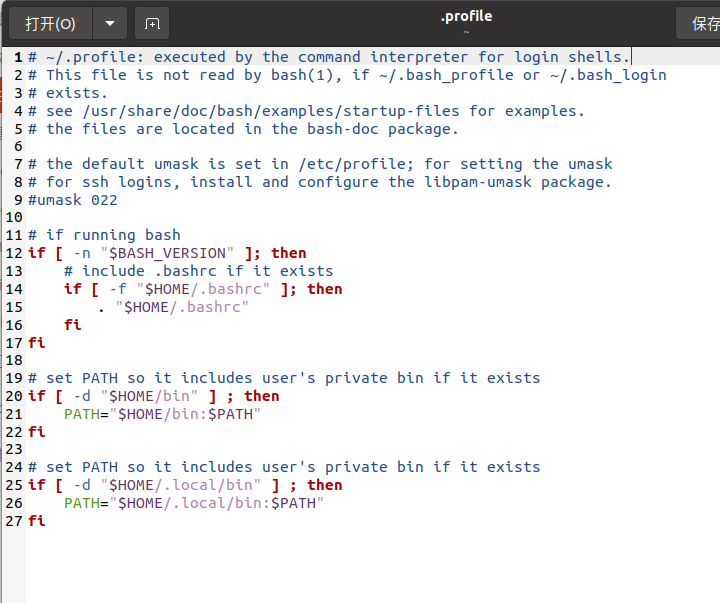 打开(O)
.profile
~
保存
1 # ~/.profile: executed by the command interpreter for login shells.
2 # This file is not read by bash(1), if ~/.bash_profile or ~/.bash_login
3 # exists.
4 # see /usr/share/doc/bash/examples/startup-files for examples.
5 # the files are located in the bash-doc package.
6
7 # the default umask is set in /etc/profile; for setting the umask
8 # for ssh logins, install and configure the libpam-umask package.
9 #umask 022
10
11 # if running bash
12 if [ -n "$BASH_VERSION" ]; then
13     # include .bashrc if it exists
14     if [ -f "$HOME/.bashrc" ]; then
15         . "$HOME/.bashrc"
16     fi
17 fi
18
19 # set PATH so it includes user's private bin if it exists
20 if [ -d "$HOME/bin" ] ; then
21     PATH="$HOME/bin:$PATH"
22 fi
23
24 # set PATH so it includes user's private bin if it exists
25 if [ -d "$HOME/.local/bin" ] ; then
26     PATH="$HOME/.local/bin:$PATH"
27 fi